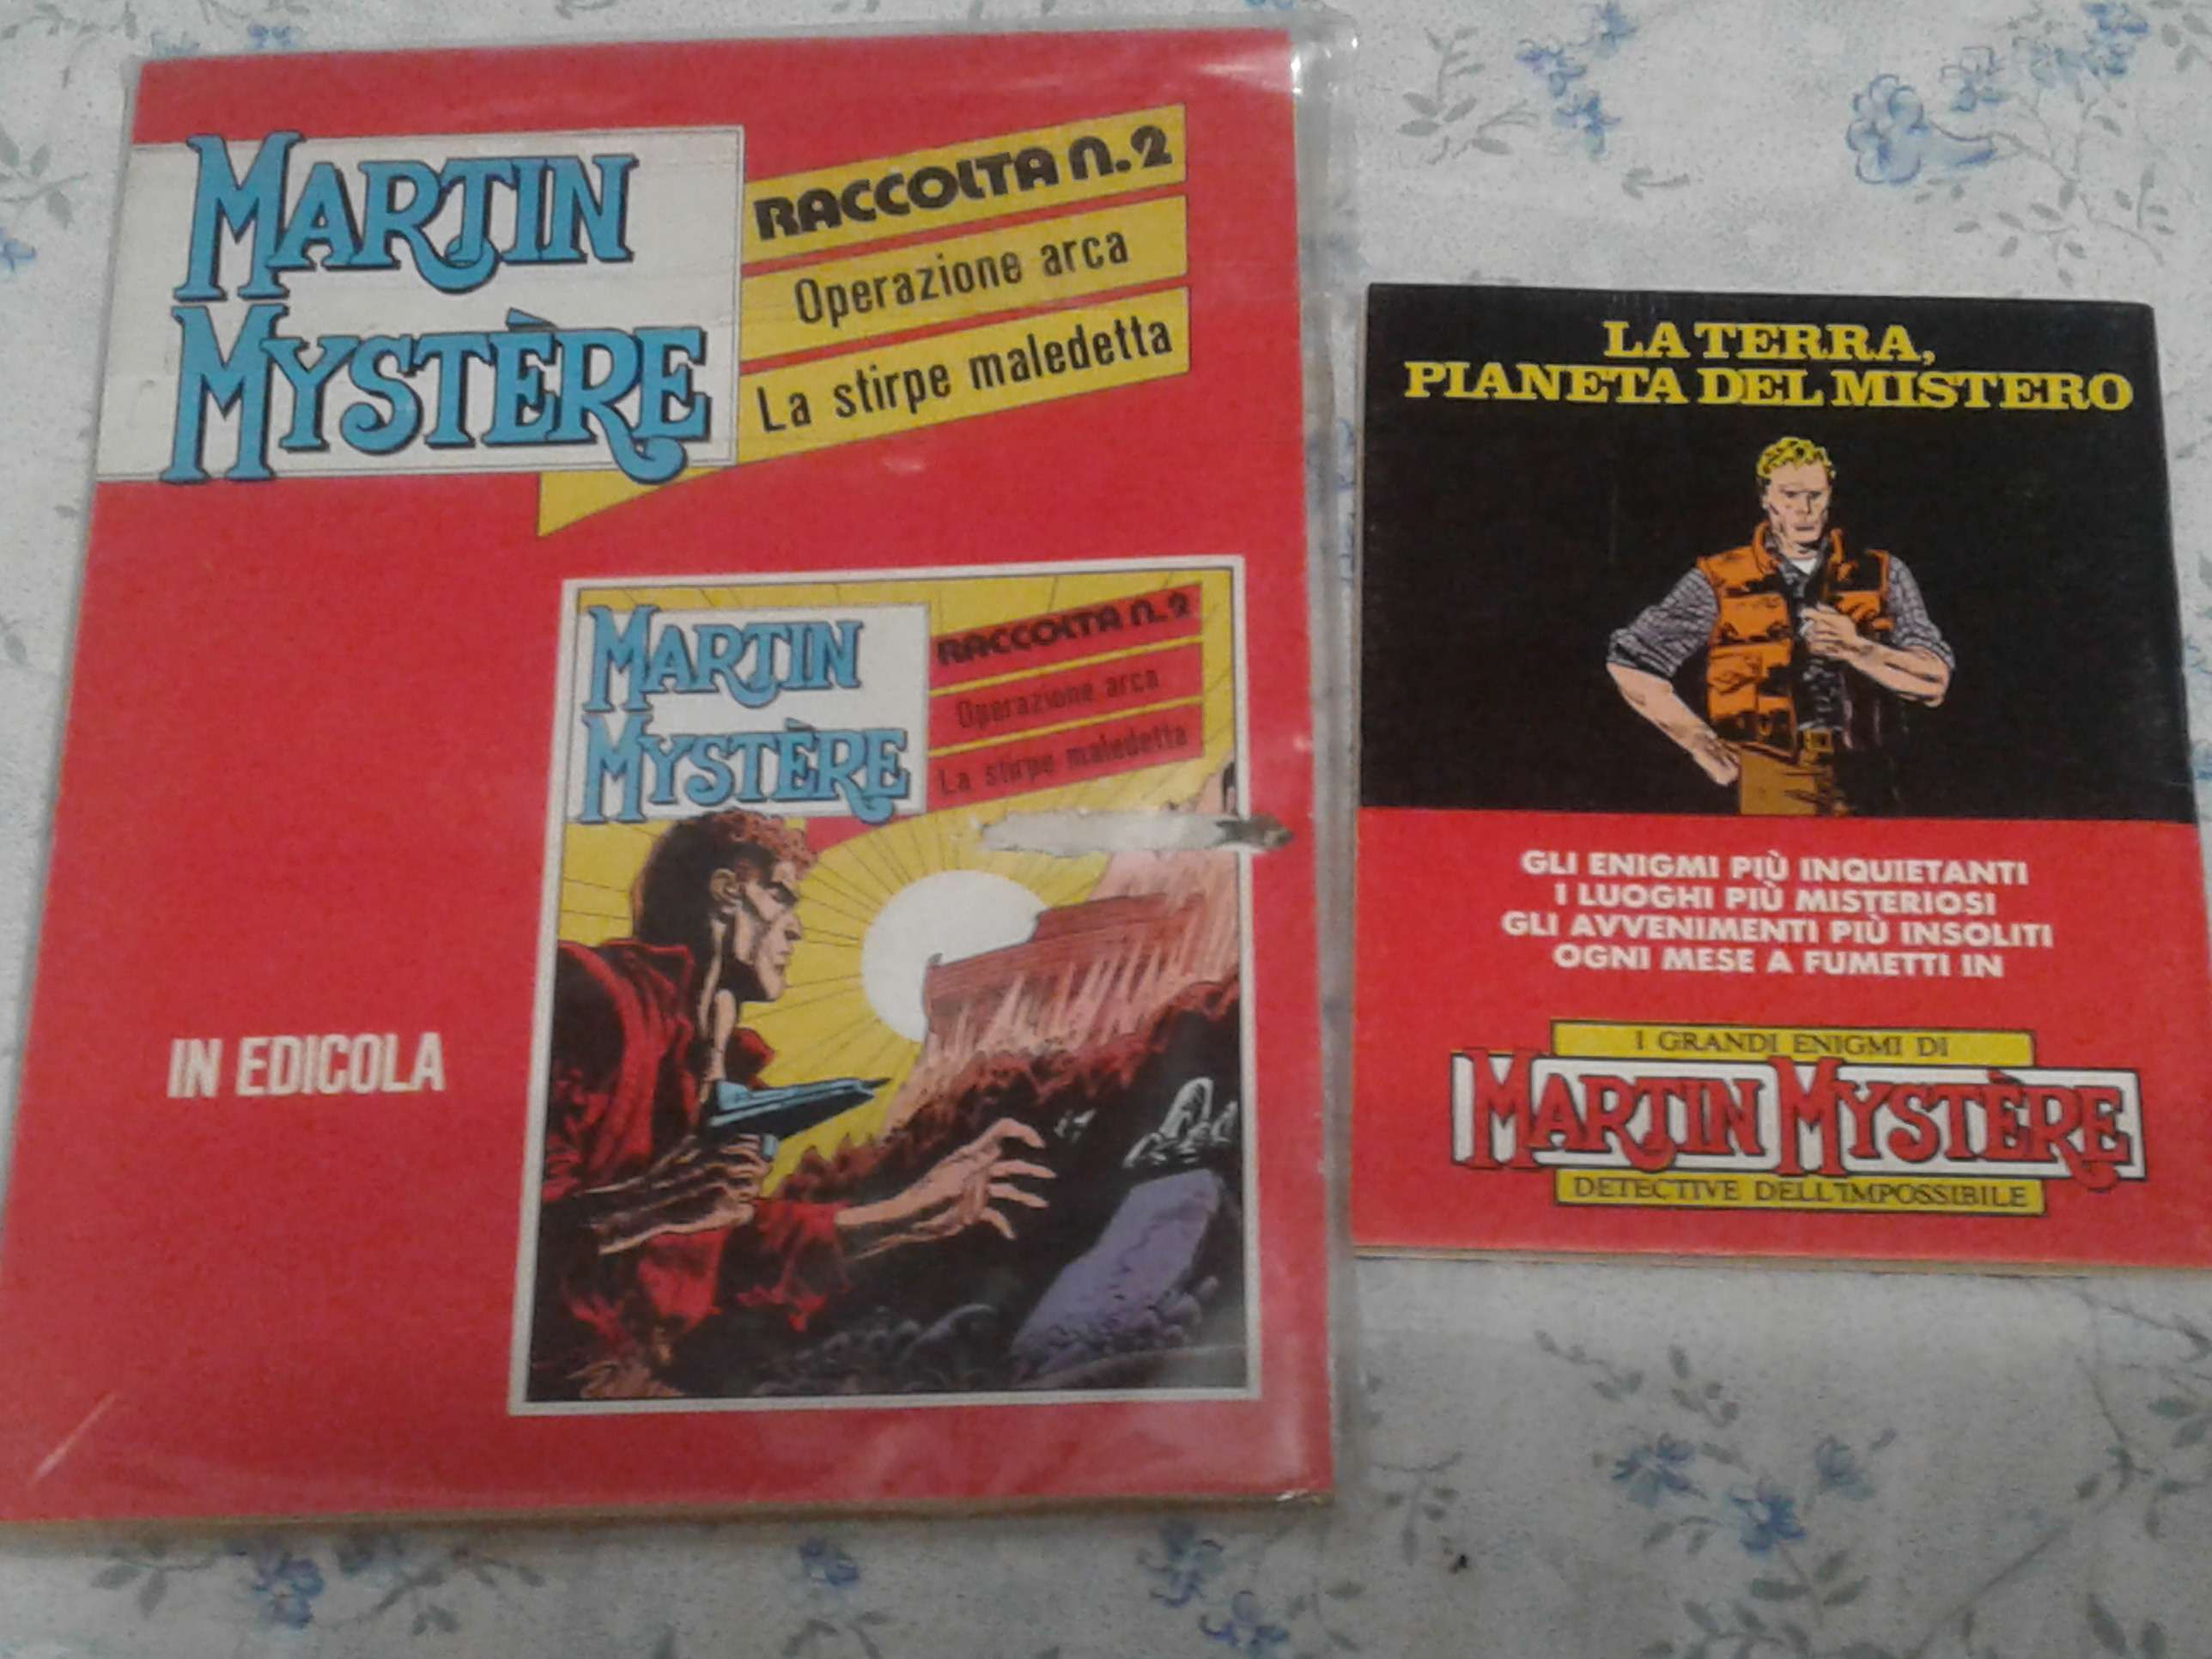 MARTIN
MYSTÈRE
RACCOLTA n.2
Operazione arca
La stirpe maledetta
MARTIN
MYSTÈRE
RACCOLTA n.2
Operazione arca
La stirpe maledetta
IN EDICOLA
LA TERRA,
PIANETA DEL MISTERO
GLI ENIGMI PIÙ INQUIETANTI
I LUOGHI PIÙ MISTERIOSI
GLI AVVENIMENTI PIÙ INSOLITI
OGNI MESE A FUMETTI IN
I GRANDI ENIGMI DI
MARTIN MYSTÈRE
DETECTIVE DELL'IMPOSSIBILE